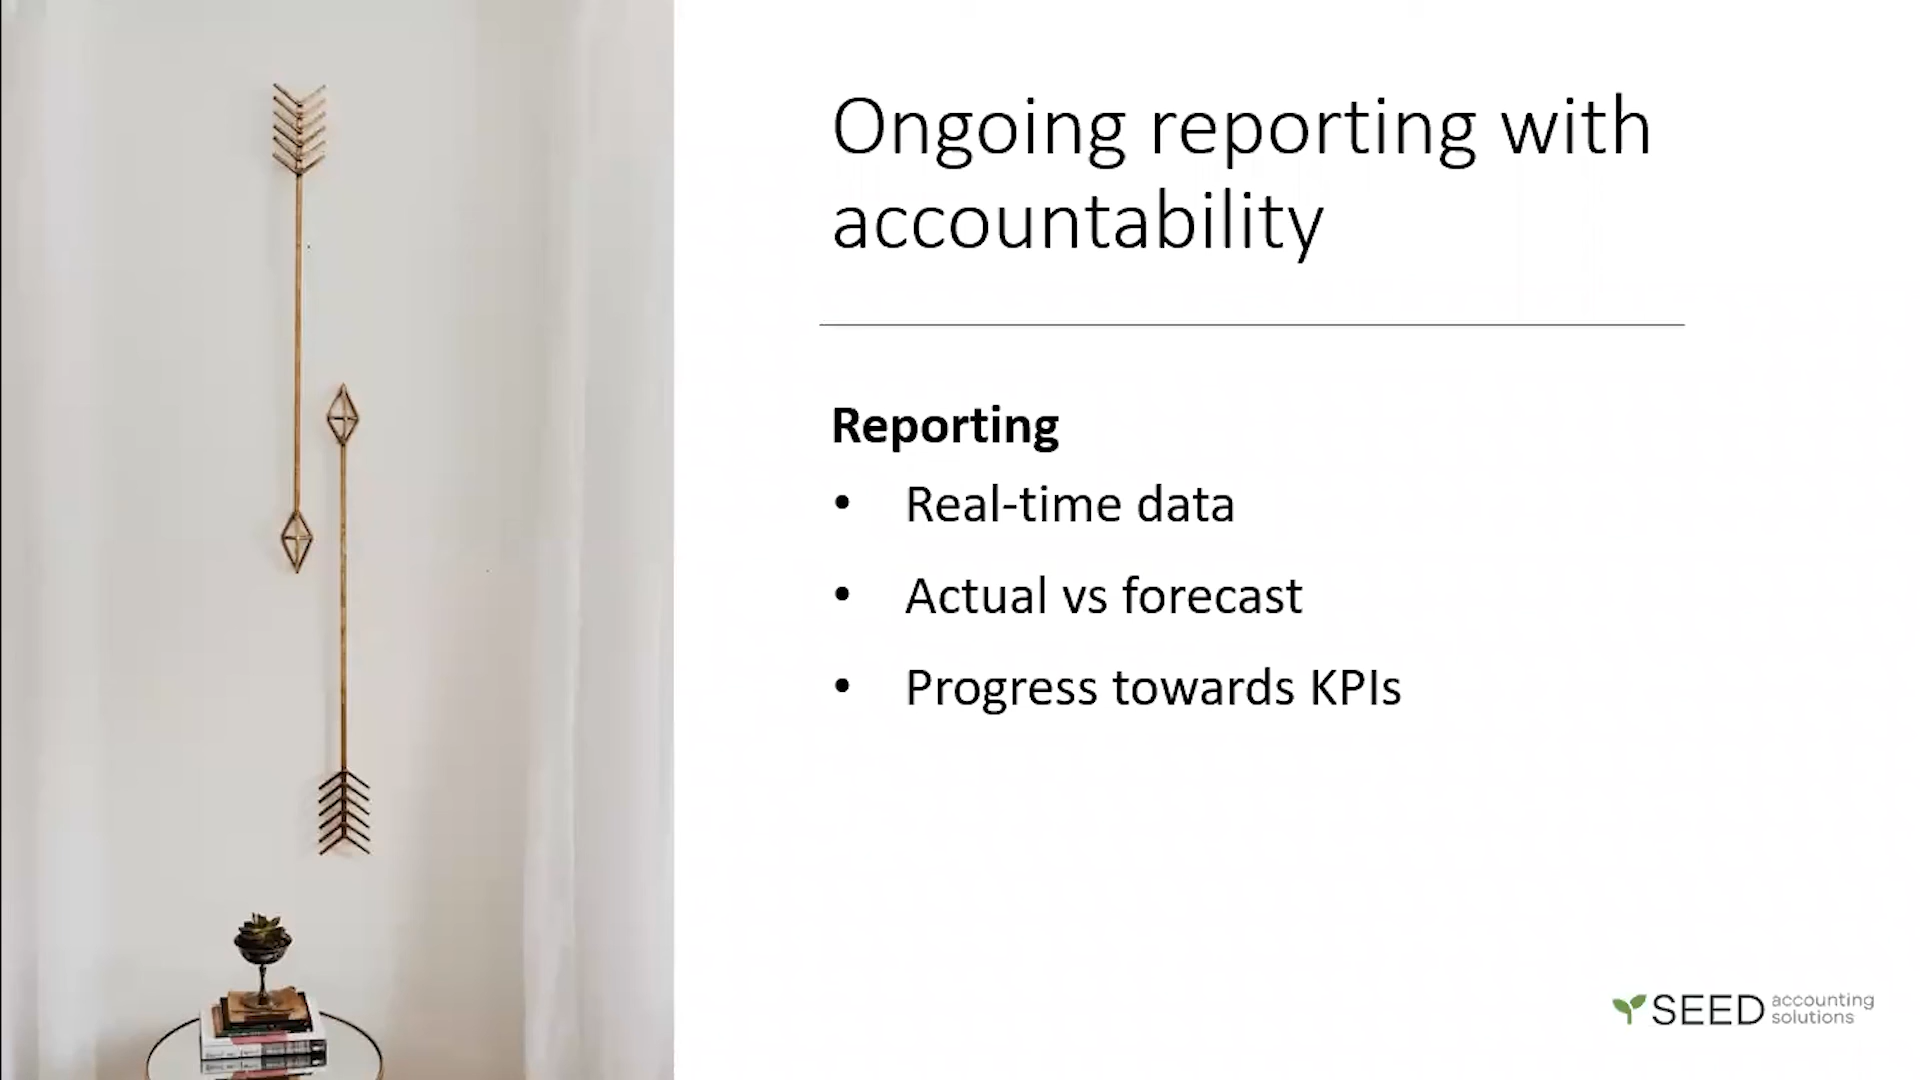 Ongoing reporting with
accountability
Reporting
• Real-time data
• Actual vs forecast
• Progress towards KPIs
SEED accounting
solutions